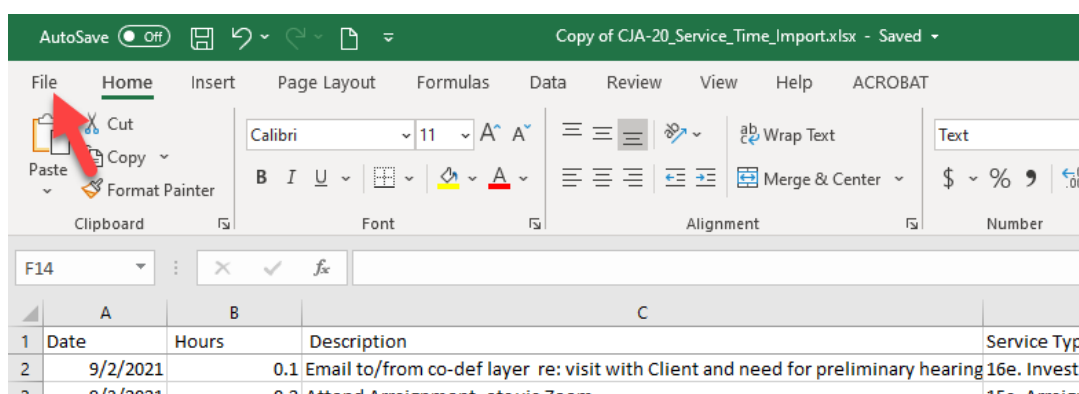 AutoSave Off Copy of CJA-20_Service_Time_Import.xlsx - Saved
File Home Insert Page Layout Formulas Data Review View Help ACROBAT
Cut
Calibri 11 A^ Aˇ ab Wrap Text Text
Paste Copy
B I U A Merge & Center $ % 9
Format Painter
Clipboard Font Alignment Number
F14 fx
A B C
1 Date Hours Description Service Typ
2 9/2/2021 0.1 Email to/from co-def layer re: visit with Client and need for preliminary hearing 16e. Invest